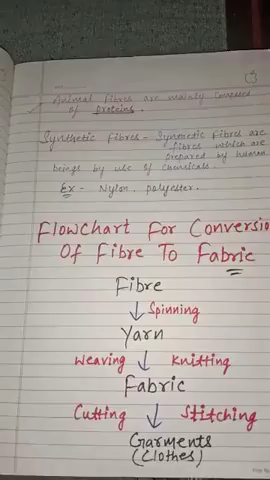 Animal fibres are mainly composed
of proteins.
Synthetic Fibres - Synthetic Fibres are
fibres which are
prepared by human
beings by use of chemicals.
Ex - Nylon, polyester.
Flowchart For Conversion
Of Fibre To Fabric
Fibre
Spinning
Yarn
Weaving Knitting
Fabric
Cutting Stitching
Garments
(Clothes)